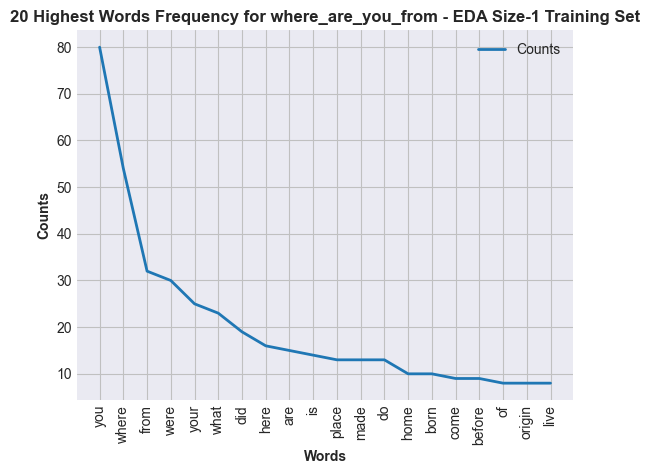 20 Highest Words Frequency for where_are_you_from - EDA Size-1 Training Set
Counts
80
70
60
50
40
30
20
10
Counts
you
where
from
were
your
what
did
here
are
is
place
made
do
home
born
come
before
of
origin
live
Words